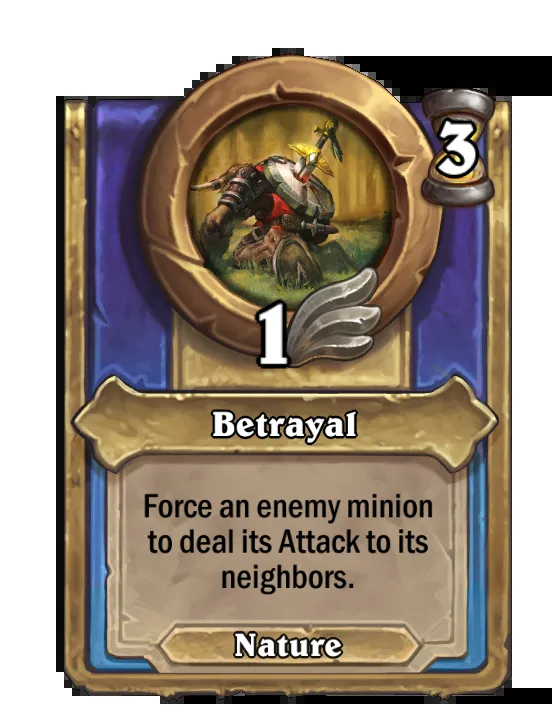 3
1
Betrayal
Force an enemy minion
to deal its Attack to its
neighbors.
Nature